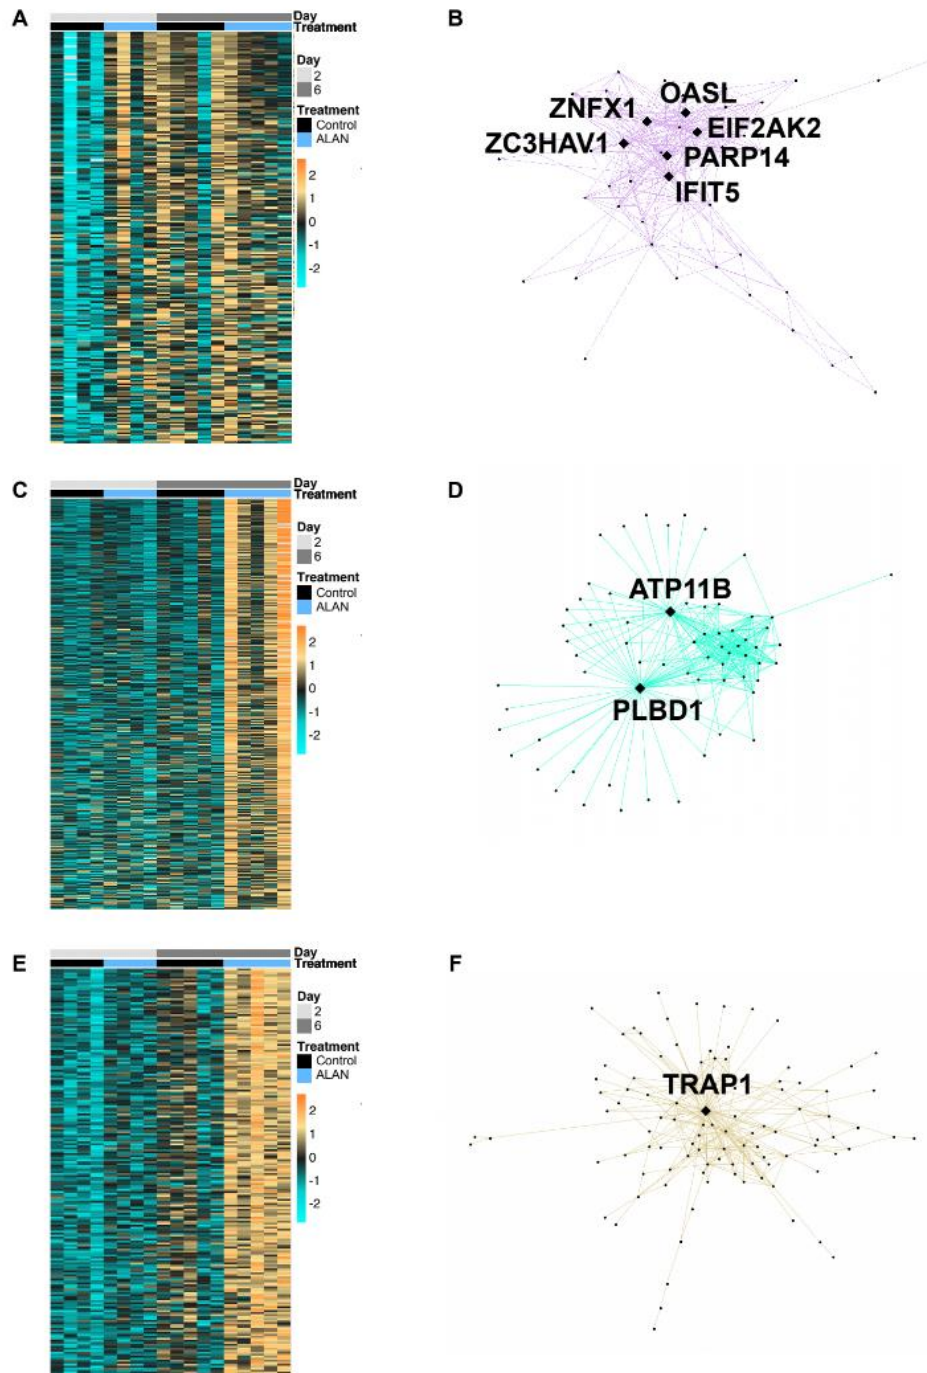 A
Day
Treatment
Day
2
6
Treatment
Control
ALAN
2
1
0
-1
-2
B
OASL
ZNFX1
EIF2AK2
ZC3HAV1
PARP14
IFIT5
C
Day
Treatment
Day
2
6
Treatment
Control
ALAN
2
1
0
-1
-2
D
ATP11B
PLBD1
E
Day
Treatment
Day
2
6
Treatment
Control
ALAN
2
1
0
-1
-2
F
TRAP1